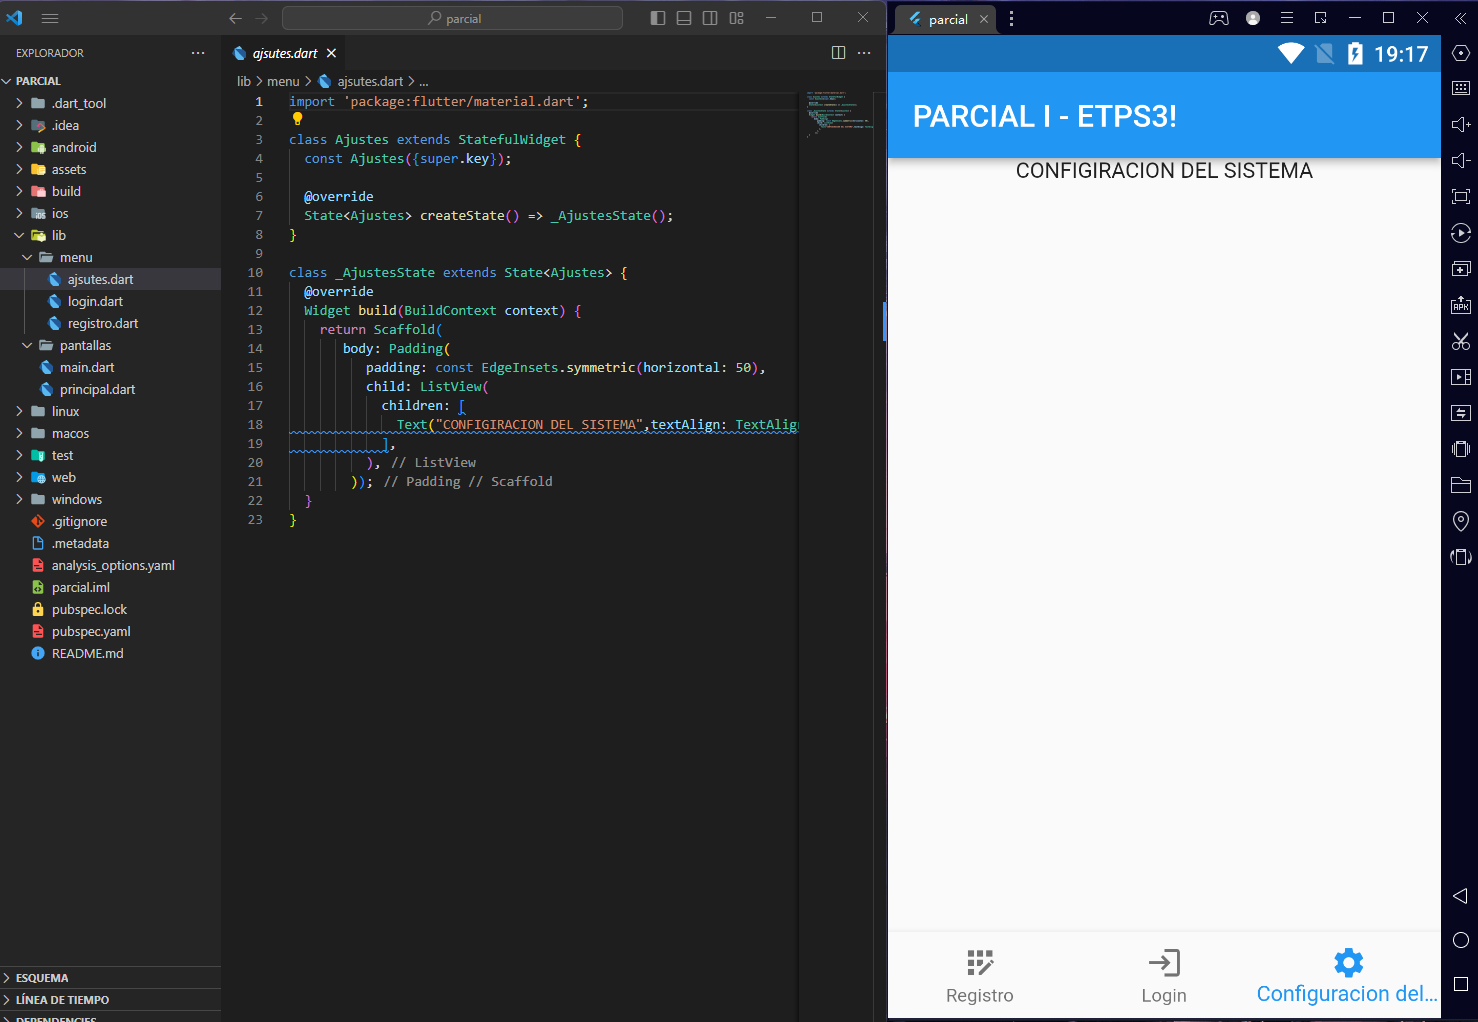 parcial
EXPLORADOR
PARCIAL
.dart_tool
.idea
android
assets
build
ios
lib
menu
ajsutes.dart
login.dart
registro.dart
pantallas
main.dart
principal.dart
linux
macos
test
web
windows
.gitignore
.metadata
analysis_options.yaml
parcial.iml
pubspec.lock
pubspec.yaml
README.md
ESQUEMA
LÍNEA DE TIEMPO
DEPENDENCIES
ajsutes.dart
lib > menu > ajsutes.dart > ...
1 import 'package:flutter/material.dart';
2
3 class Ajustes extends StatefulWidget {
4 const Ajustes({super.key});
5
6 @override
7 State<Ajustes> createState() => _AjustesState();
8 }
9
10 class _AjustesState extends State<Ajustes> {
11 @override
12 Widget build(BuildContext context) {
13 return Scaffold(
14 body: Padding(
15 padding: const EdgeInsets.symmetric(horizontal: 50),
16 child: ListView(
17 children: [
18 Text("CONFIGIRACION DEL SISTEMA",textAlign: TextAlig
19 ],
20 ), // ListView
21 )); // Padding // Scaffold
22 }
23 }
parcial
19:17
PARCIAL I - ETPS3!
CONFIGIRACION DEL SISTEMA
Registro
Login
Configuracion del...
APK